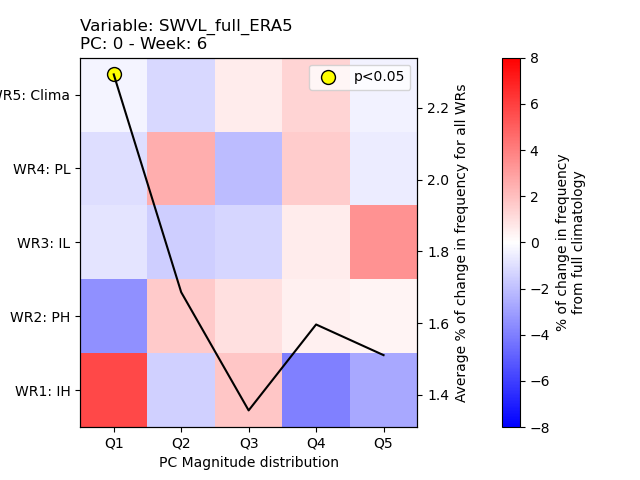 Variable: SWVL_full_ERA5
PC: 0 - Week: 6
p<0.05
WR5: Clima
WR4: PL
WR3: IL
WR2: PH
WR1: IH
Q1 Q2 Q3 Q4 Q5
PC Magnitude distribution
2.2
2.0
1.8
1.6
1.4
Average % of change in frequency for all WRs
8
6
4
2
0
−2
−4
−6
−8
% of change in frequency
from full climatology